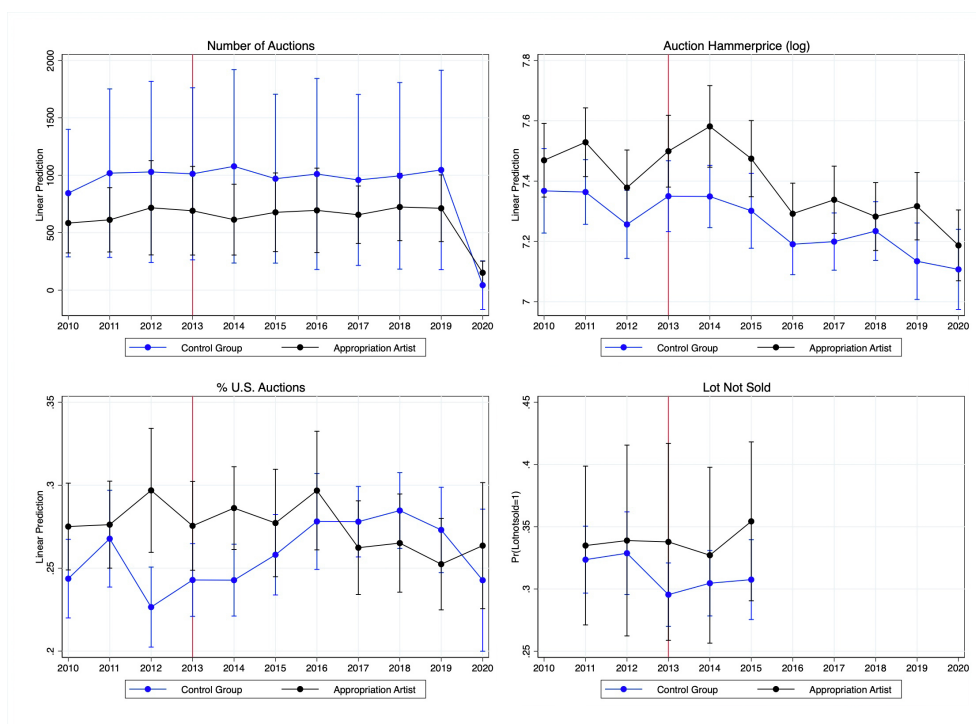 Number of Auctions
Linear Prediction
2000
1500
1000
500
0
2010 2011 2012 2013 2014 2015 2016 2017 2018 2019 2020
Control Group Appropriation Artist
Auction Hammerprice (log)
Linear Prediction
7.8
7.6
7.4
7.2
7
2010 2011 2012 2013 2014 2015 2016 2017 2018 2019 2020
Control Group Appropriation Artist
% U.S. Auctions
Linear Prediction
.35
.3
.25
.2
2010 2011 2012 2013 2014 2015 2016 2017 2018 2019 2020
Control Group Appropriation Artist
Lot Not Sold
Pr(Lotnotsold=1)
.45
.4
.35
.3
.25
2010 2011 2012 2013 2014 2015 2016 2017 2018 2019 2020
Control Group Appropriation Artist